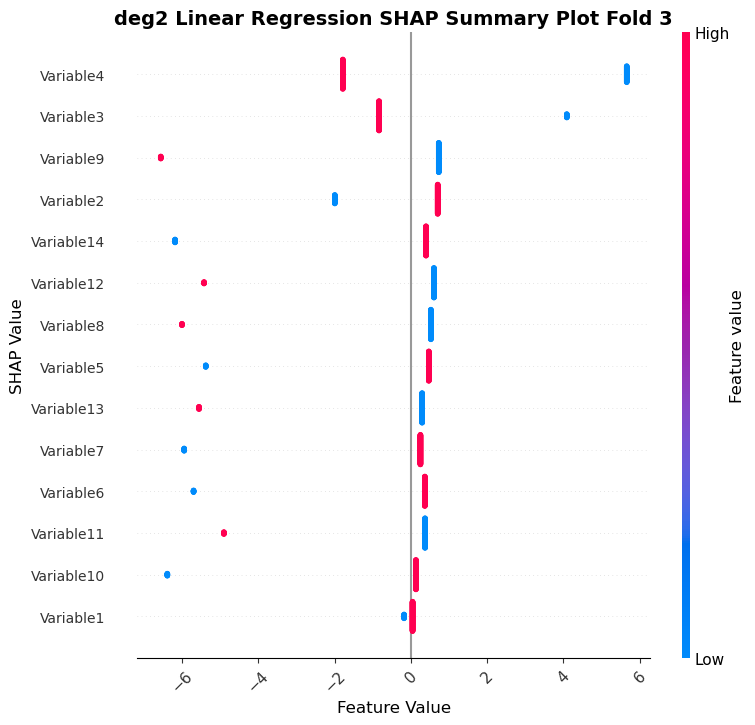 deg2 Linear Regression SHAP Summary Plot Fold 3
High
Variable4
Variable3
Variable9
Variable2
Variable14
Variable12
Variable8
Variable5
Variable13
Variable7
Variable6
Variable11
Variable10
Variable1
SHAP Value
Feature value
Low
−6
−4
−2
0
2
4
6
Feature Value